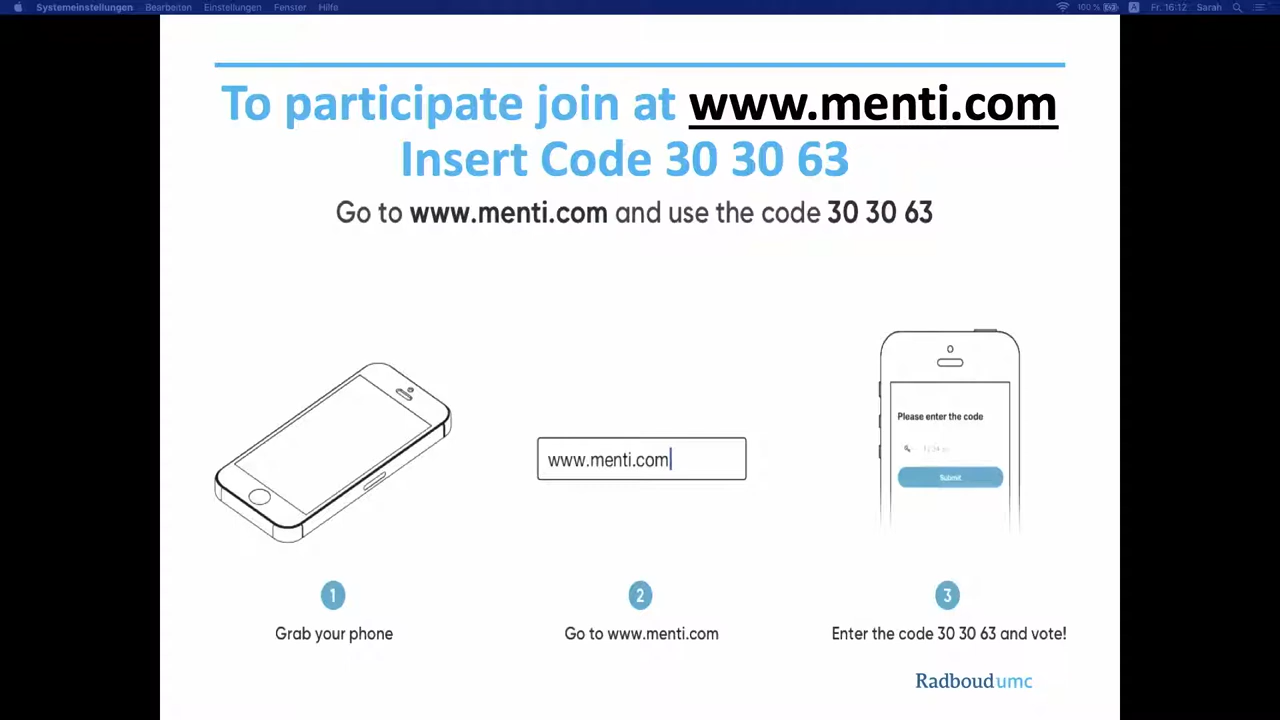 Systemeinstellungen Bearbeiten Einstellungen Fenster Hilfe 100 % Fr. 16:12 Sarah
To participate join at www.menti.com
Insert Code 30 30 63
Go to www.menti.com and use the code 30 30 63
www.menti.com
Please enter the code
Submit
1
Grab your phone
2
Go to www.menti.com
3
Enter the code 30 30 63 and vote!
Radboudumc